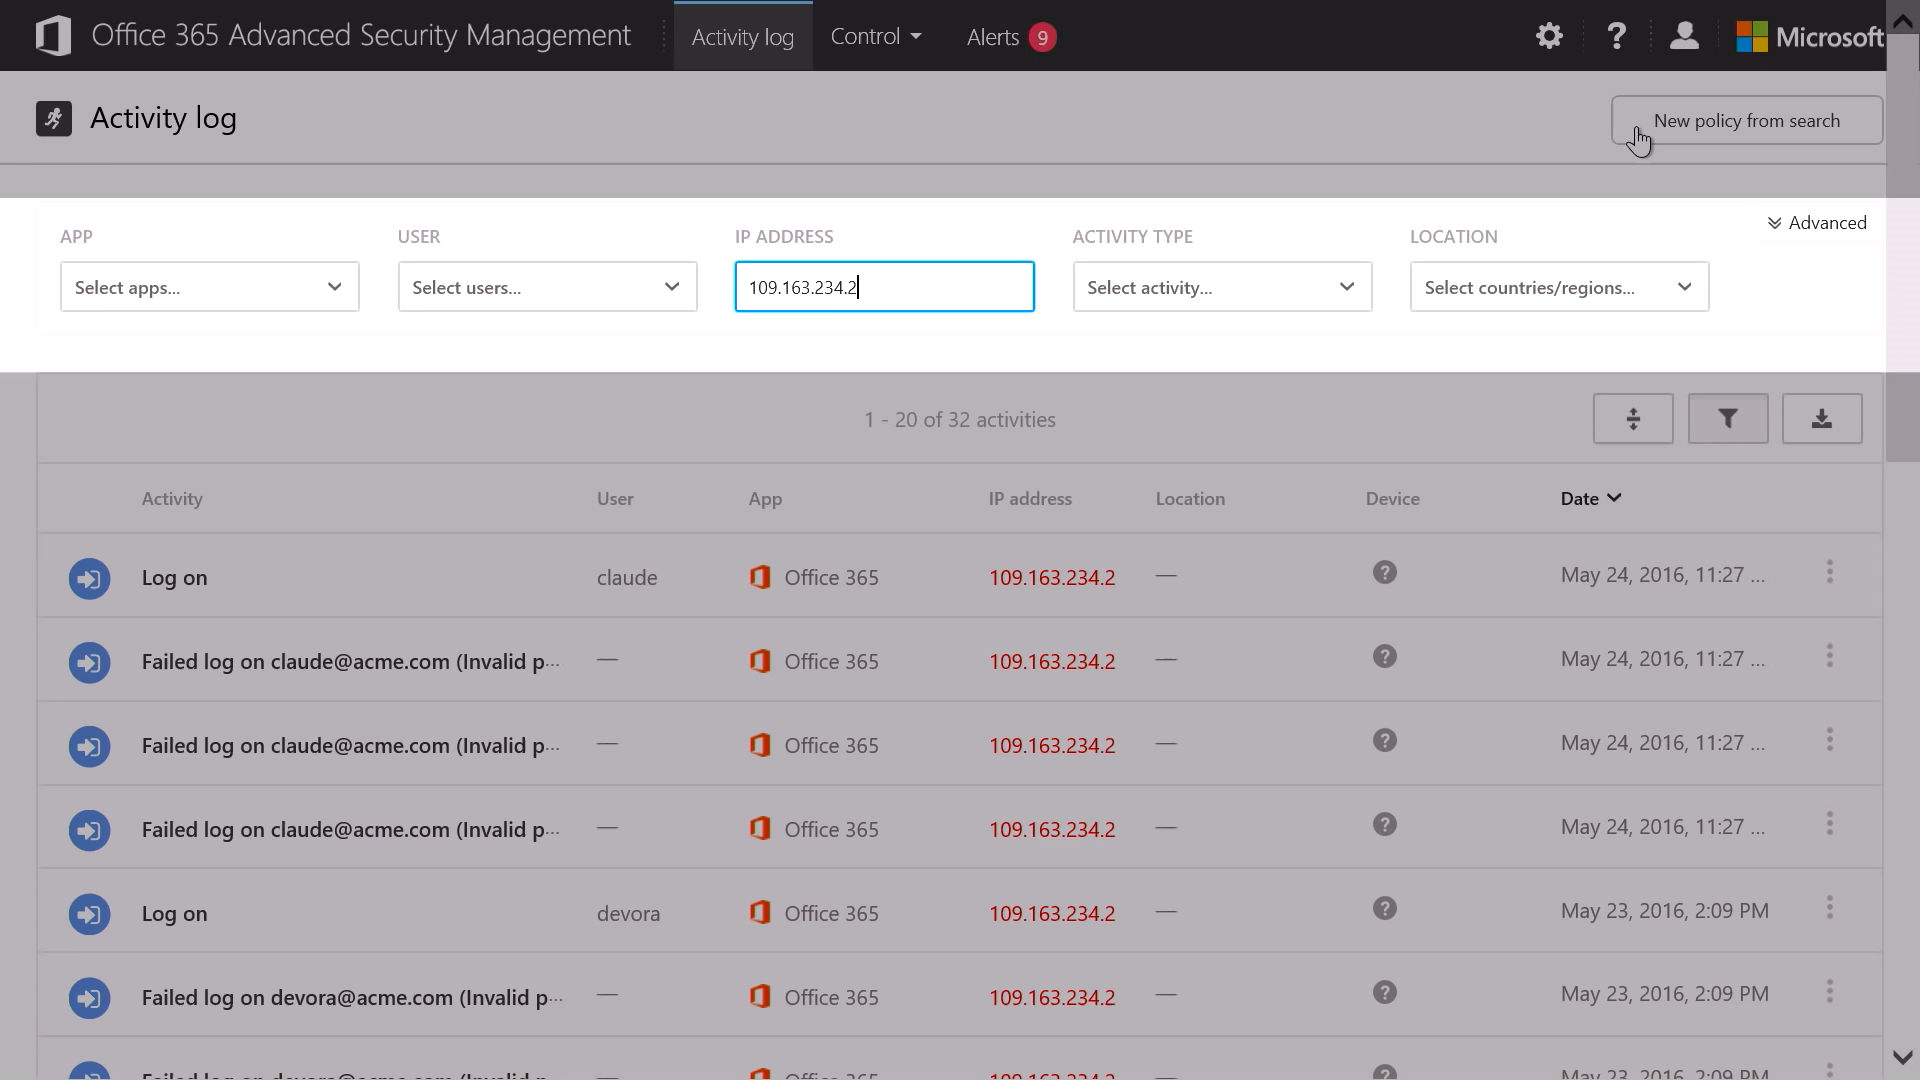 Office 365 Advanced Security Management Activity log Control Alerts 9 ? Microsoft
Activity log New policy from search
Advanced
APP USER IP ADDRESS ACTIVITY TYPE LOCATION
Select apps... Select users... 109.163.234.2 Select activity... Select countries/regions...
1 - 20 of 32 activities
Activity User App IP address Location Device Date
Log on claude Office 365 109.163.234.2 — ? May 24, 2016, 11:27 ...
Failed log on claude@acme.com (Invalid p... — Office 365 109.163.234.2 — ? May 24, 2016, 11:27 ...
Failed log on claude@acme.com (Invalid p... — Office 365 109.163.234.2 — ? May 24, 2016, 11:27 ...
Failed log on claude@acme.com (Invalid p... — Office 365 109.163.234.2 — ? May 24, 2016, 11:27 ...
Log on devora Office 365 109.163.234.2 — ? May 23, 2016, 2:09 PM
Failed log on devora@acme.com (Invalid p... — Office 365 109.163.234.2 — ? May 23, 2016, 2:09 PM
Failed log on devora@acme.com (Invalid p... — Office 365 109.163.234.2 — ? May 23, 2016, 2:09 PM